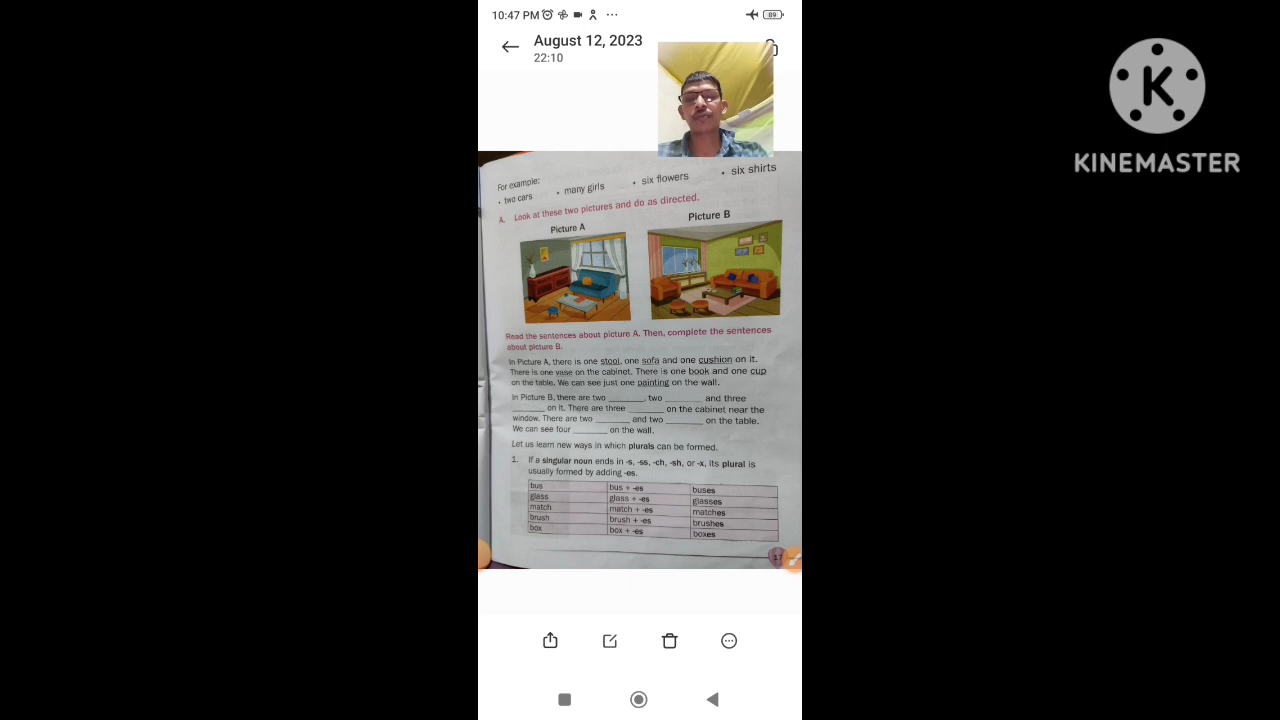 10:47 PM
89
August 12, 2023
22:10
K
KINEMASTER
For example:
• two cars • many girls • six flowers • six shirts
A. Look at these two pictures and do as directed.
Picture A Picture B
Read the sentences about picture A. Then, complete the sentences
about picture B.
In Picture A, there is one stool, one sofa and one cushion on it.
There is one vase on the cabinet. There is one book and one cup
on the table. We can see just one painting on the wall.
In Picture B, there are two ________, two ________ and three
________ on it. There are three ________ on the cabinet near the
window. There are two ________ and two ________ on the table.
We can see four ________ on the wall.
Let us learn new ways in which plurals can be formed.
1. If a singular noun ends in -s, -ss, -ch, -sh, or -x, its plural is
usually formed by adding -es.
bus bus + -es buses
glass glass + -es glasses
match match + -es matches
brush brush + -es brushes
box box + -es boxes
17